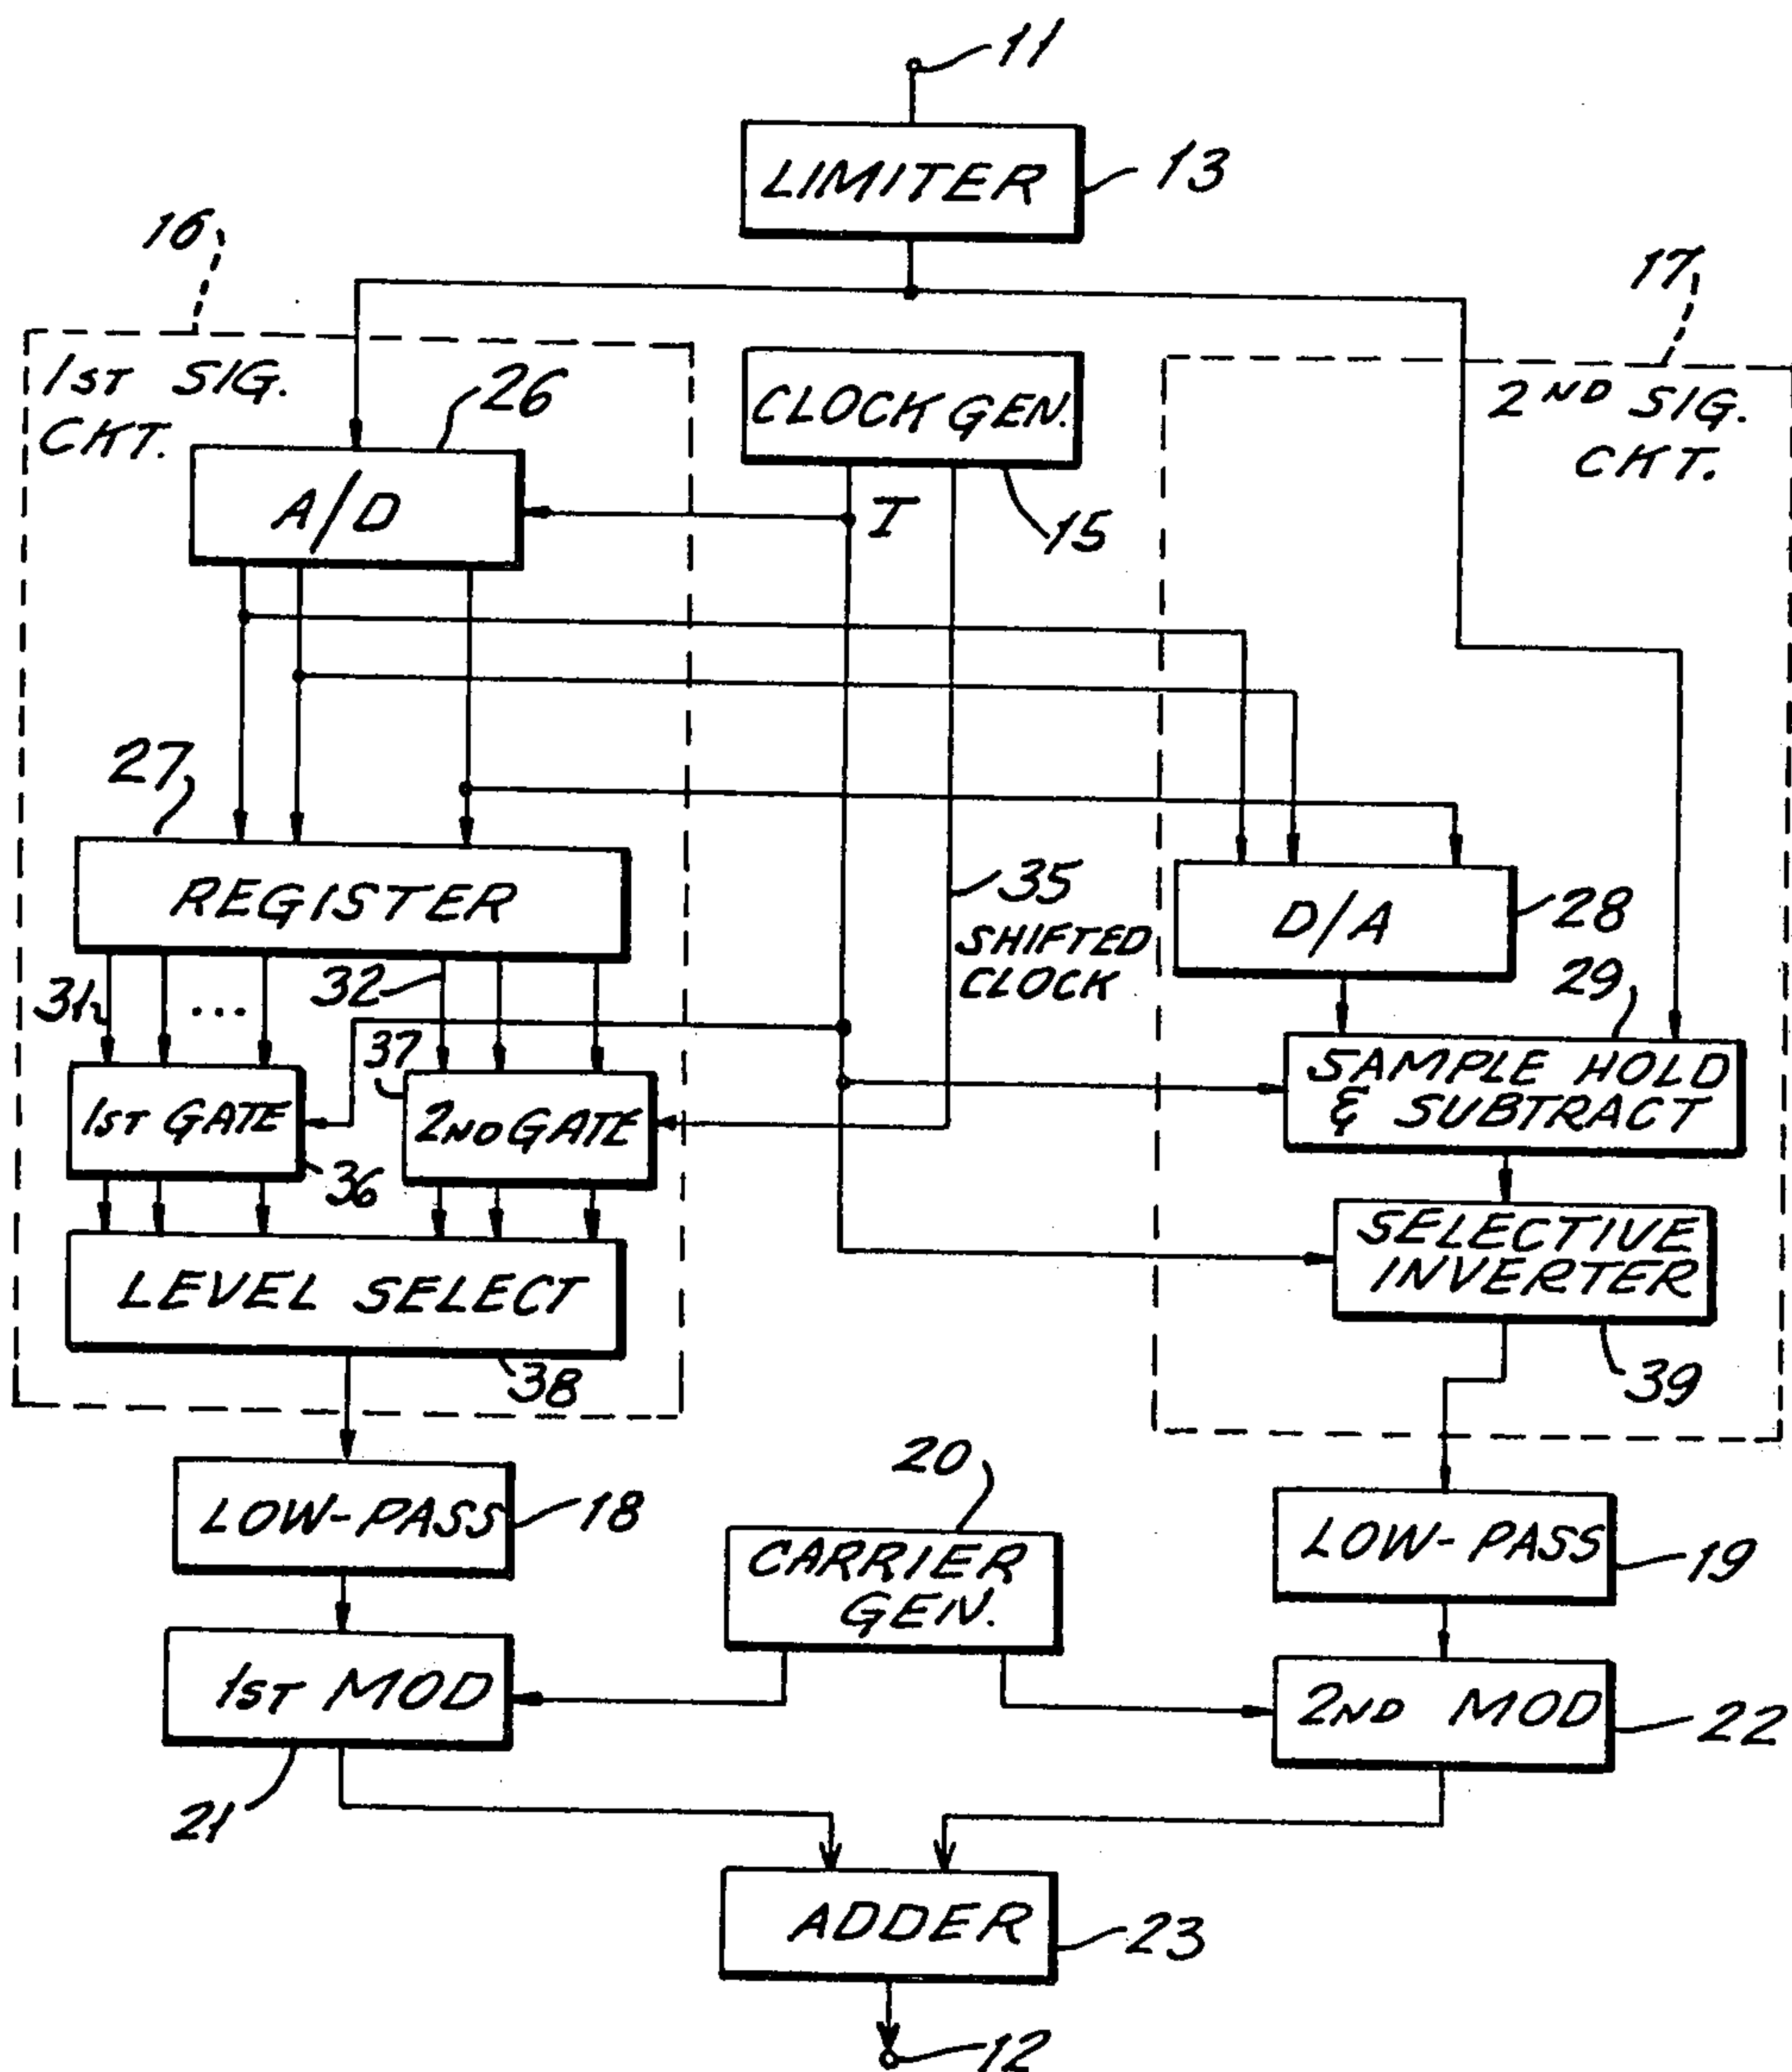 11
LIMITER
13
16
17
1ST SIG.
CKT.
26
CLOCK GEN.
2ND SIG.
CKT.
A/D
I
15
27
REGISTER
35
SHIFTED
CLOCK
D/A
28
31
...
32
29
37
SAMPLE HOLD
& SUBTRACT
1ST GATE
2ND GATE
36
SELECTIVE
INVERTER
LEVEL SELECT
38
39
20
LOW-PASS
18
CARRIER
GEN.
LOW-PASS
19
1ST MOD
2ND MOD
22
21
ADDER
23
12